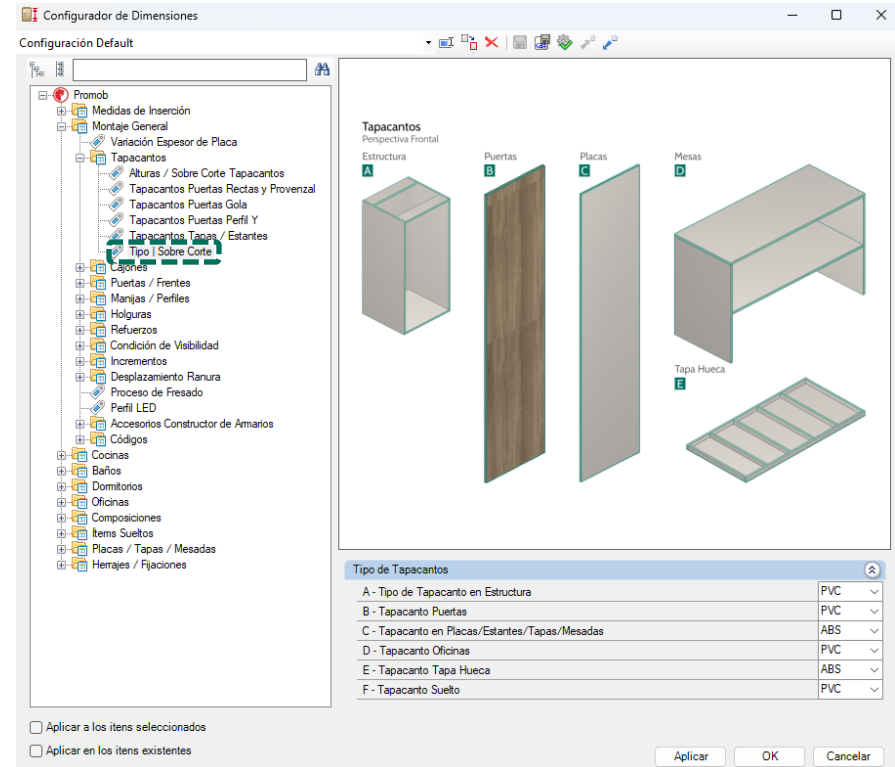 Configurador de Dimensiones
Configuración Default
Promob
Medidas de Inserción
Montaje General
Variación Espesor de Placa
Tapacantos
Alturas / Sobre Corte Tapacantos
Tapacantos Puertas Rectas y Provenzal
Tapacantos Puertas Gola
Tapacantos Puertas Perfil Y
Tapacantos Tapas / Estantes
Tipo | Sobre Corte
Cajones
Puertas / Frentes
Manijas / Perfiles
Holguras
Refuerzos
Condición de Visibilidad
Incrementos
Desplazamiento Ranura
Proceso de Fresado
Perfil LED
Accesorios Constructor de Armarios
Códigos
Cocinas
Baños
Dormitorios
Oficinas
Composiciones
Ítems Sueltos
Placas / Tapas / Mesadas
Herrajes / Fijaciones
Tapacantos
Perspectiva Frontal
Estructura Puertas Placas Mesas
A B C D
Tapa Hueca
E
Tipo de Tapacantos
A - Tipo de Tapacanto en Estructura PVC
B - Tapacanto Puertas PVC
C - Tapacanto en Placas/Estantes/Tapas/Mesadas ABS
D - Tapacanto Oficinas PVC
E - Tapacanto Tapa Hueca ABS
F - Tapacanto Suelto PVC
Aplicar a los itens seleccionados
Aplicar en los itens existentes
Aplicar OK Cancelar